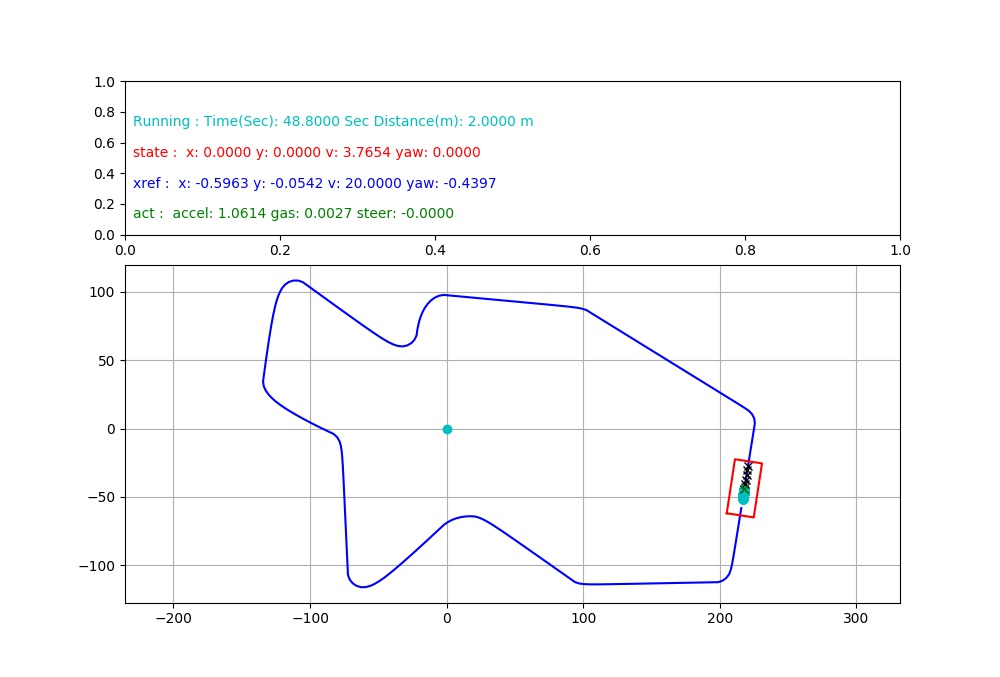 1.0
0.8
0.6
0.4
0.2
0.0
Running : Time(Sec): 48.8000 Sec Distance(m): 2.0000 m
state :  x: 0.0000 y: 0.0000 v: 3.7654 yaw: 0.0000
xref :  x: -0.5963 y: -0.0542 v: 20.0000 yaw: -0.4397
act :  accel: 1.0614 gas: 0.0027 steer: -0.0000
0.0 0.2 0.4 0.6 0.8 1.0
100
50
0
−50
−100
−200 −100 0 100 200 300